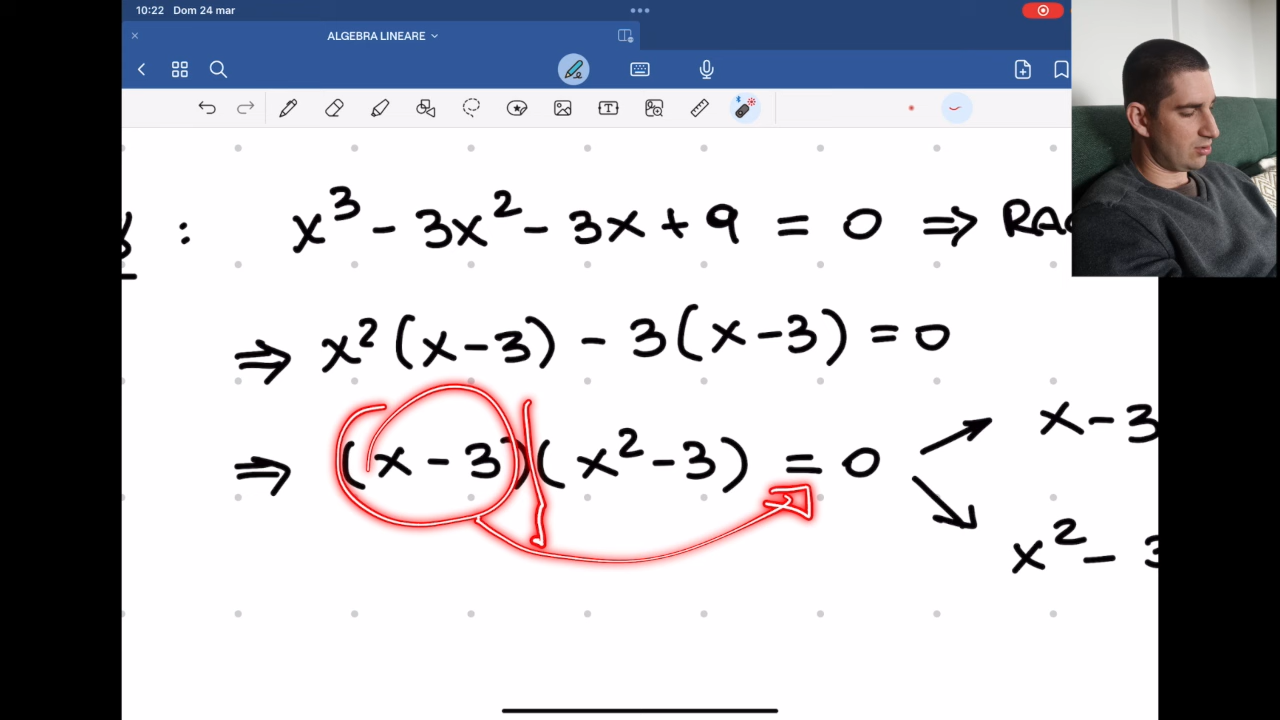 10:22 Dom 24 mar
ALGEBRA LINEARE
: x³ - 3x² - 3x + 9 = 0 ⇒ RA
⇒ x²(x-3) - 3(x-3) = 0
⇒ (x-3)(x²-3) = 0
x-3
x² - 3